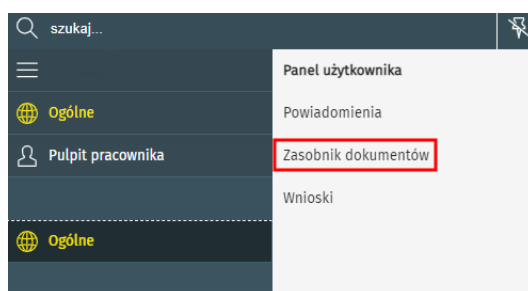 szukaj...
Ogólne
Pulpit pracownika
Ogólne
Panel użytkownika
Powiadomienia
Zasobnik dokumentów
Wnioski